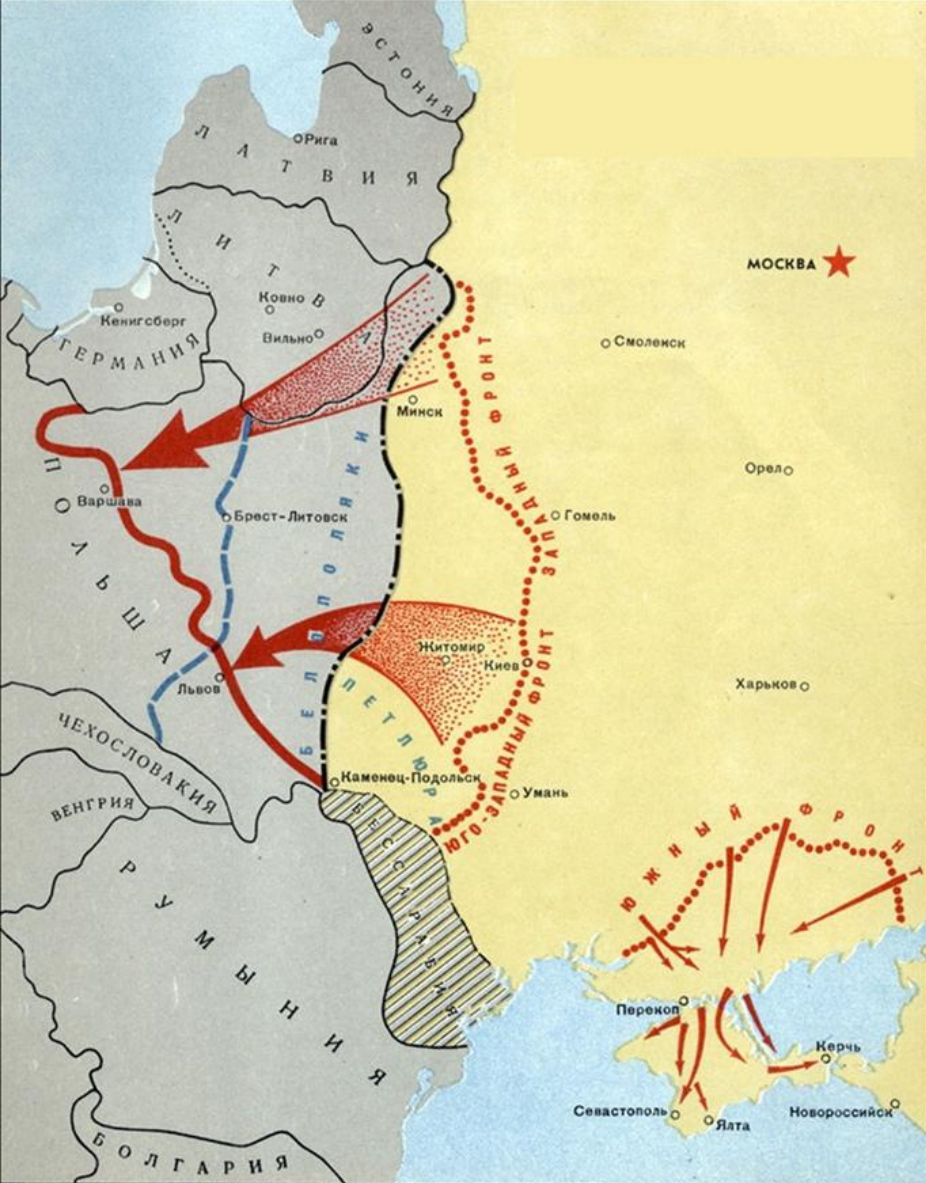 ЭСТОНИЯ
Рига
ЛАТВИЯ
ЛИТВА
МОСКВА
Ковно
Кенигсберг
Вильно
ГЕРМАНИЯ
Смоленск
Минск
ЗАПАДНЫЙ ФРОНТ
БЕЛОПОЛЯКИ
ПОЛЬША
Орел
Варшава
Брест-Литовск
Гомель
Житомир
Киев
Львов
Харьков
ПЕТЛЮРА
ЮГО-ЗАПАДНЫЙ ФРОНТ
ЧЕХОСЛОВАКИЯ
Каменец-Подольск
Умань
ВЕНГРИЯ
БЕССАРАБИЯ
ЮЖНЫЙ ФРОНТ
РУМЫНИЯ
Перекоп
Керчь
Севастополь
Ялта
Новороссийск
БОЛГАРИЯ